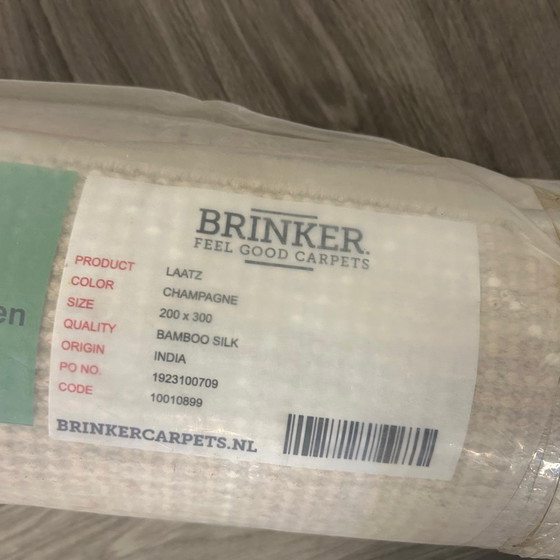 BRINKER.
FEEL GOOD CARPETS
PRODUCT LAATZ
COLOR CHAMPAGNE
SIZE 200 x 300
QUALITY BAMBOO SILK
ORIGIN INDIA
PO NO. 1923100709
CODE 10010899
BRINKERCARPETS.NL
en